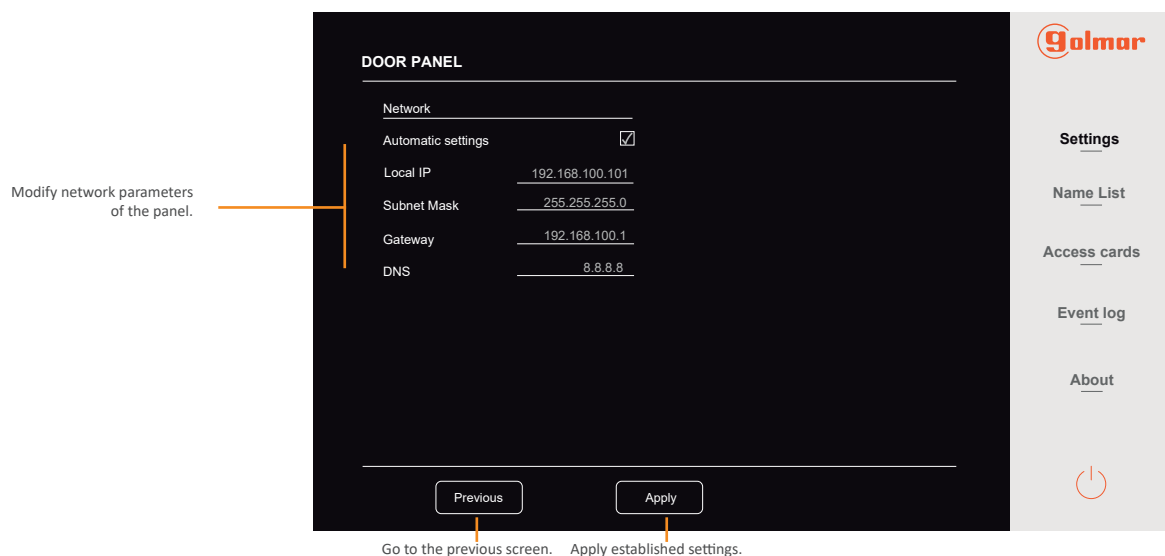 golmar
DOOR PANEL
Network
Automatic settings
Local IP 192.168.100.101
Subnet Mask 255.255.255.0
Gateway 192.168.100.1
DNS 8.8.8.8
Modify network parameters
of the panel.
Settings
Name List
Access cards
Event log
About
Previous Apply
Go to the previous screen. Apply established settings.